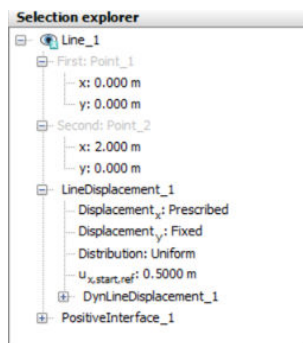 Selection explorer
Line_1
First: Point_1
x: 0.000 m
y: 0.000 m
Second: Point_2
x: 2.000 m
y: 0.000 m
LineDisplacement_1
Displacementx: Prescribed
Displacementy: Fixed
Distribution: Uniform
ux,start,ref: 0.5000 m
DynLineDisplacement_1
PositiveInterface_1